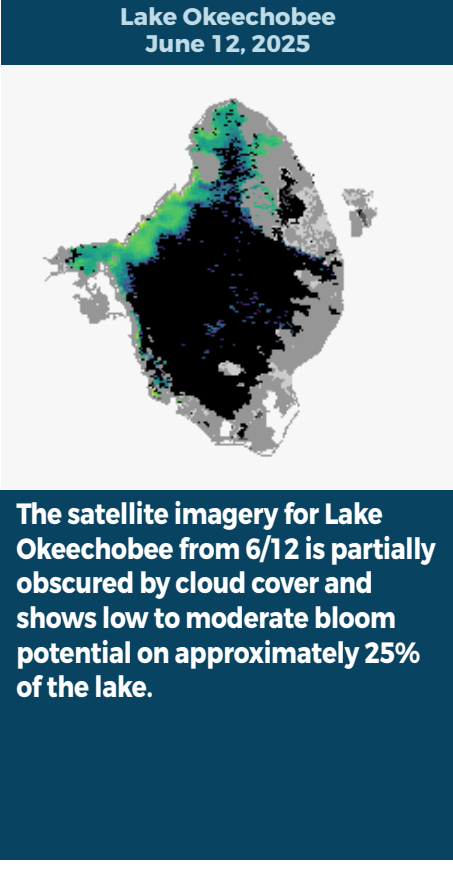 Lake Okeechobee
June 12, 2025
The satellite imagery for Lake
Okeechobee from 6/12 is partially
obscured by cloud cover and
shows low to moderate bloom
potential on approximately 25%
of the lake.